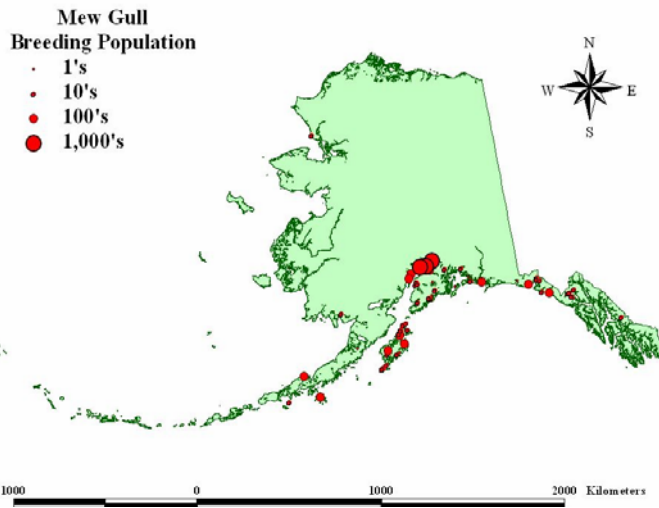 Mew Gull
Breeding Population
1's
10's
100's
1,000's
N
W E
S
1000 0 1000 2000 Kilometers